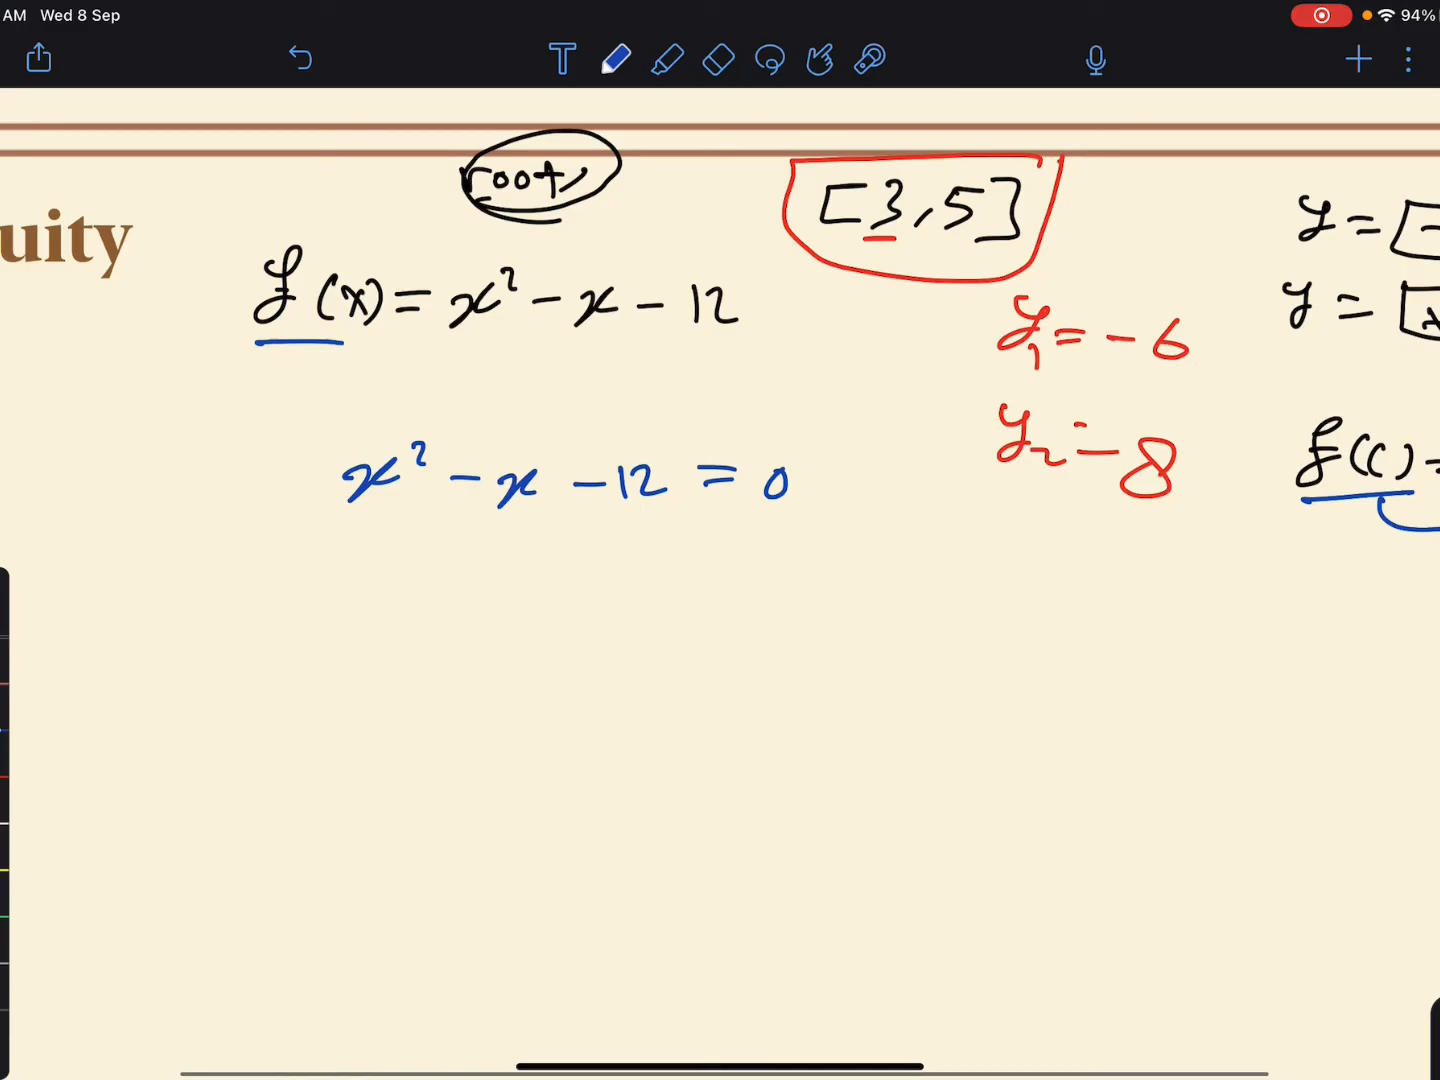 AM Wed 8 Sep
94%
T
root
[3,5]
uity
f(x) = x² - x - 12
y =
y =
y₁ = -6
x² - x - 12 = 0
y₂ = 8
f(c) =